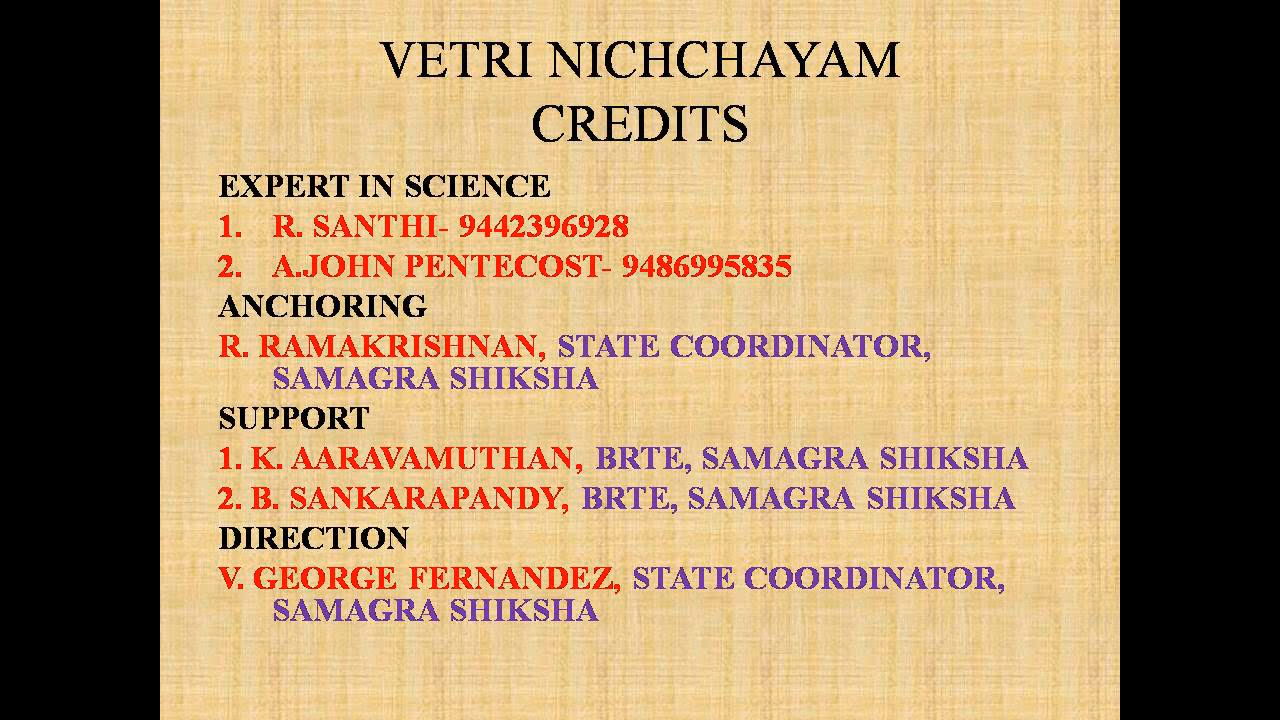 VETRI NICHCHAYAM
CREDITS
EXPERT IN SCIENCE
1. R. SANTHI- 9442396928
2. A.JOHN PENTECOST- 9486995835
ANCHORING
R. RAMAKRISHNAN, STATE COORDINATOR,
SAMAGRA SHIKSHA
SUPPORT
1. K. AARAVAMUTHAN, BRTE, SAMAGRA SHIKSHA
2. B. SANKARAPANDY, BRTE, SAMAGRA SHIKSHA
DIRECTION
V. GEORGE FERNANDEZ, STATE COORDINATOR,
SAMAGRA SHIKSHA